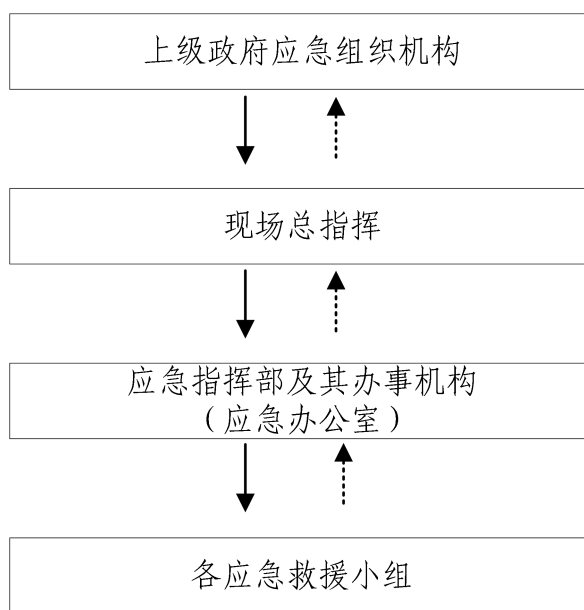 上级政府应急组织机构
现场总指挥
应急指挥部及其办事机构
（应急办公室）
各应急救援小组